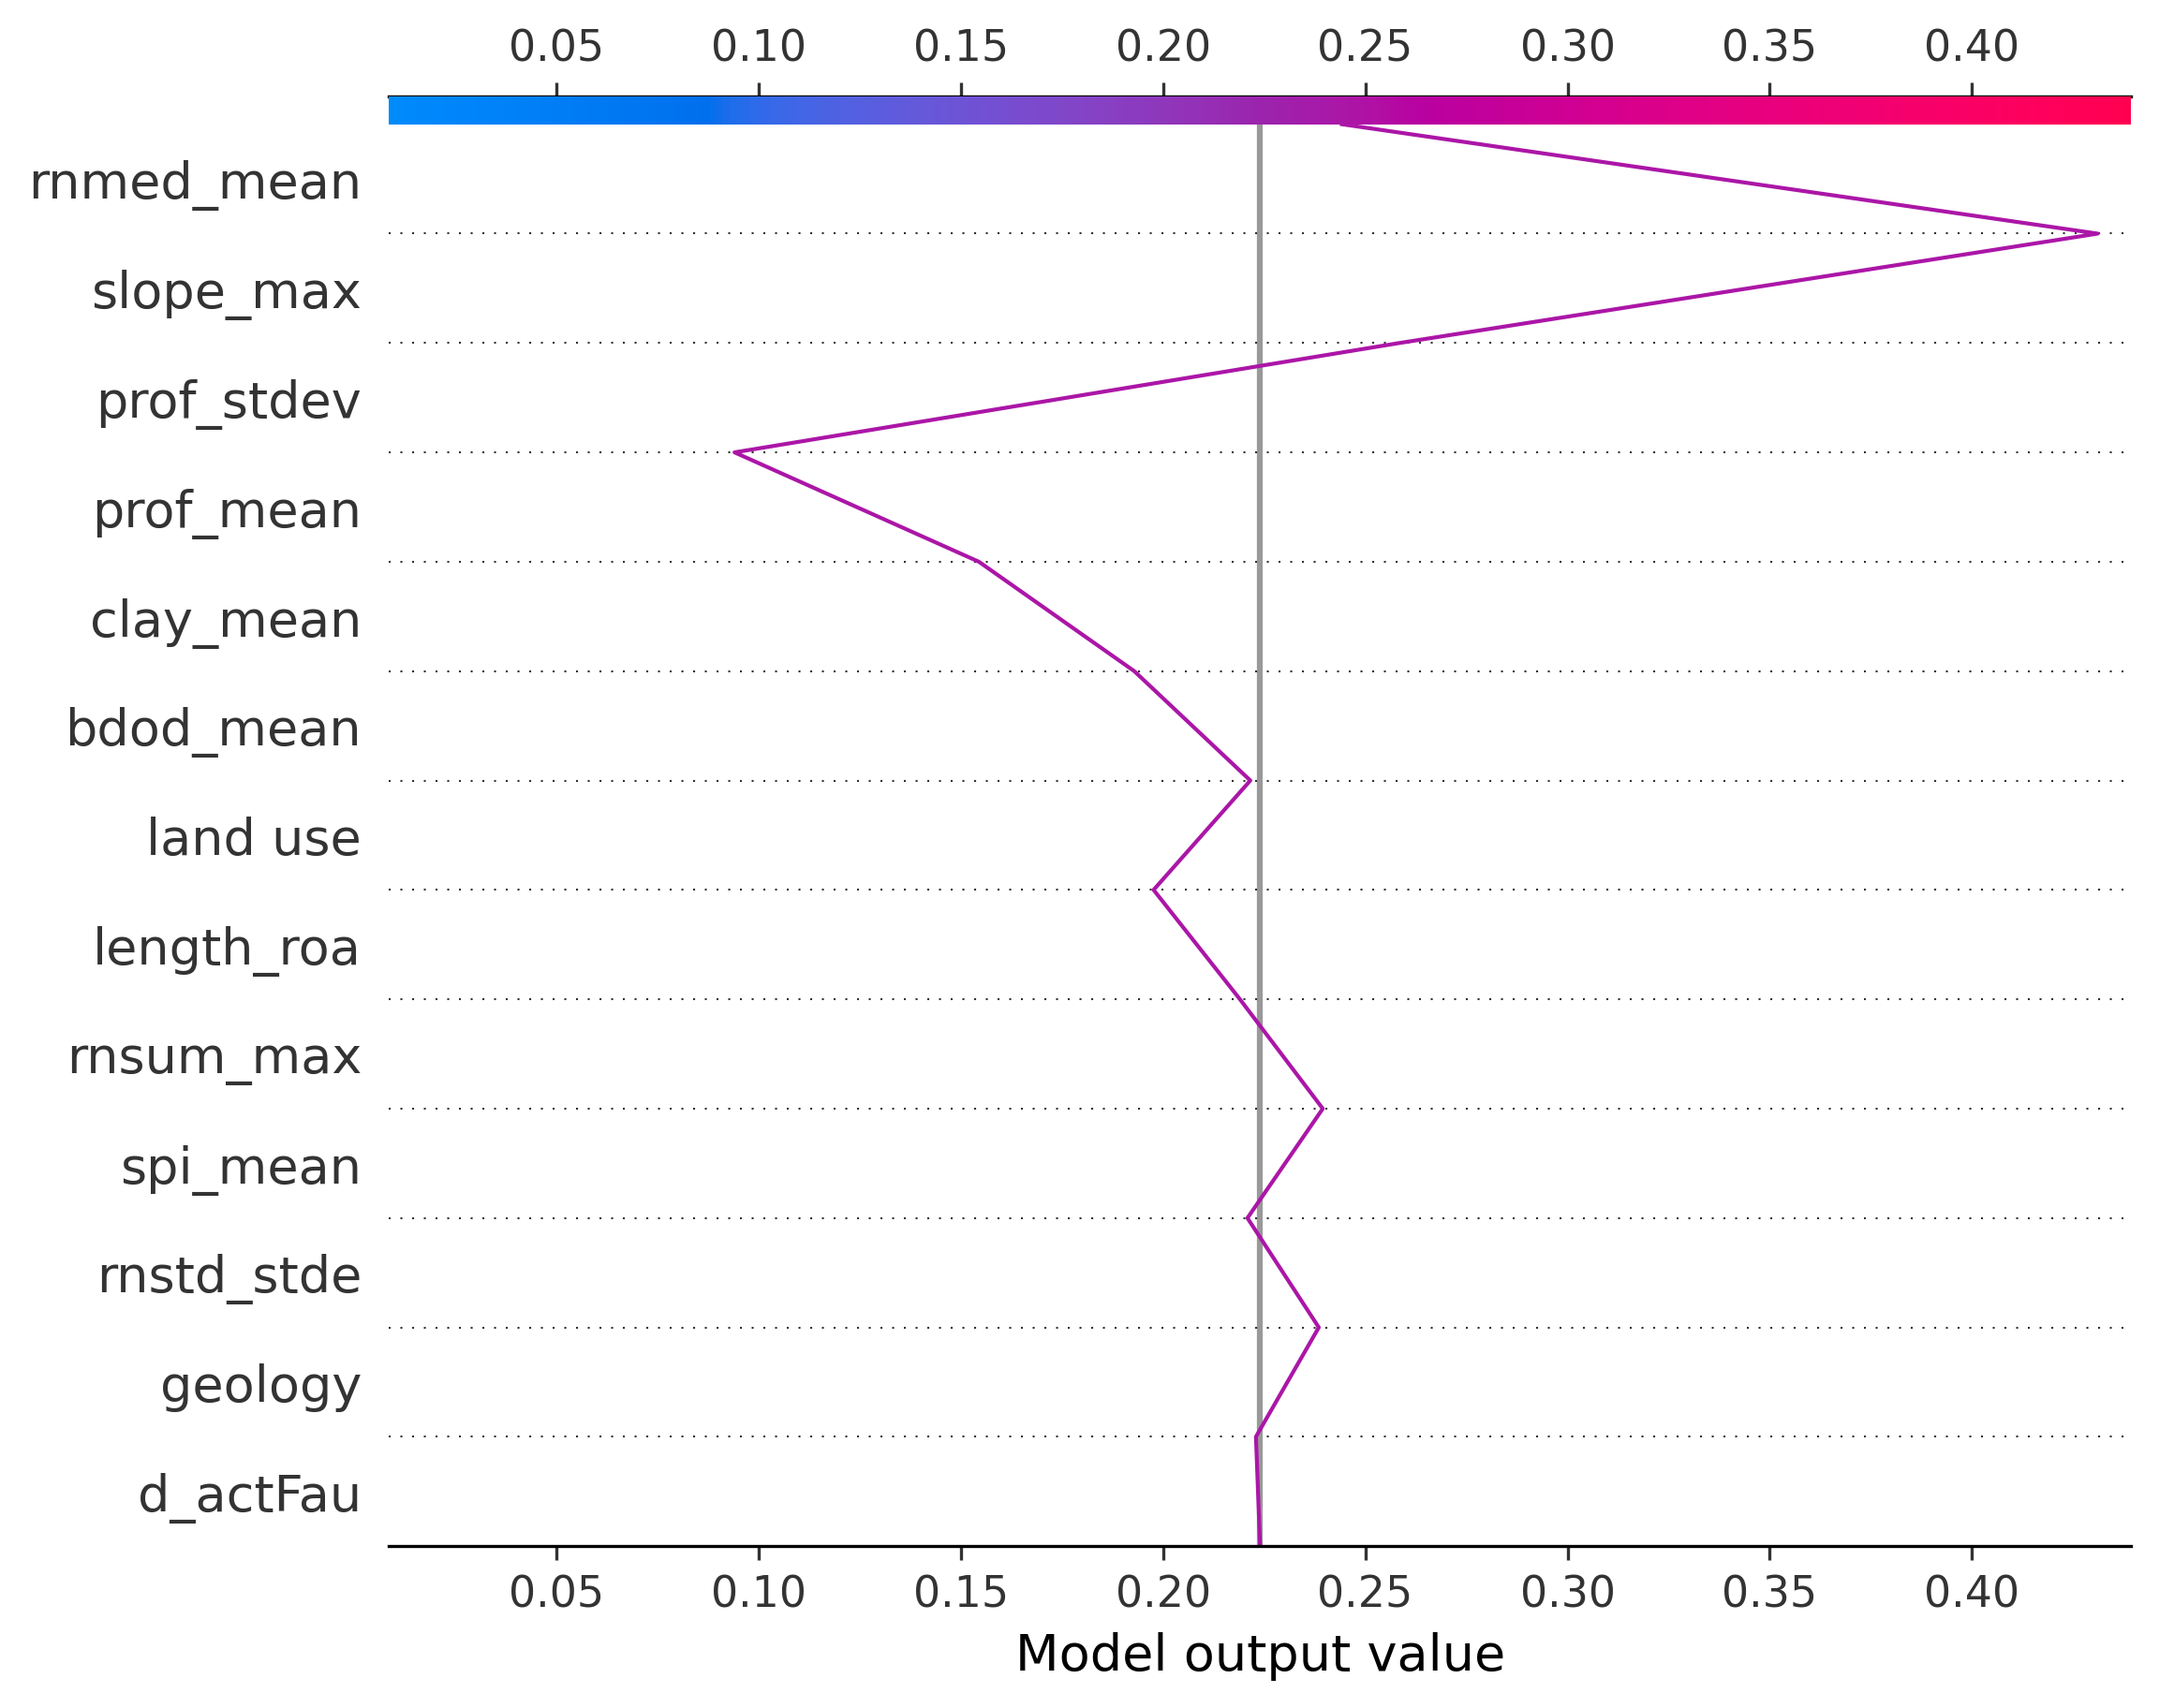 0.05 0.10 0.15 0.20 0.25 0.30 0.35 0.40
rnmed_mean
slope_max
prof_stdev
prof_mean
clay_mean
bdod_mean
land use
length_roa
rnsum_max
spi_mean
rnstd_stde
geology
d_actFau
0.05 0.10 0.15 0.20 0.25 0.30 0.35 0.40
Model output value